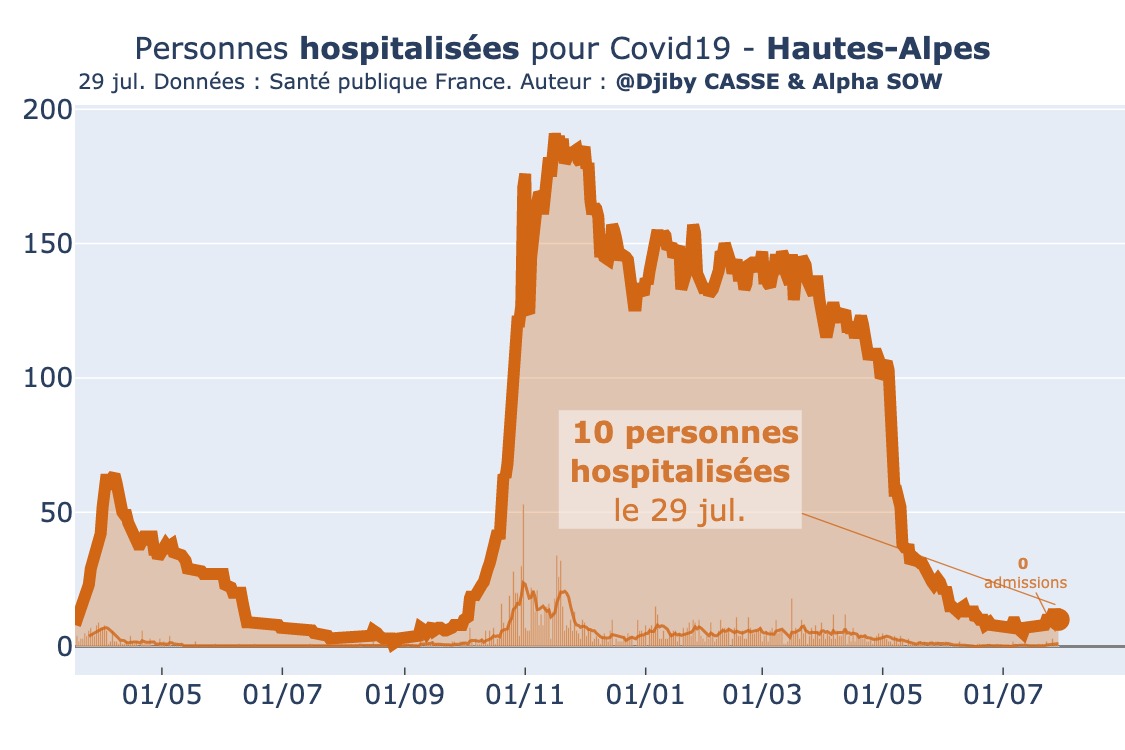 Personnes hospitalisées pour Covid19 - Hautes-Alpes
29 jul. Données : Santé publique France. Auteur : @Djiby CASSE & Alpha SOW
200
150
100
50
0
10 personnes
hospitalisées
le 29 jul.
0
admissions
01/05 01/07 01/09 01/11 01/01 01/03 01/05 01/07